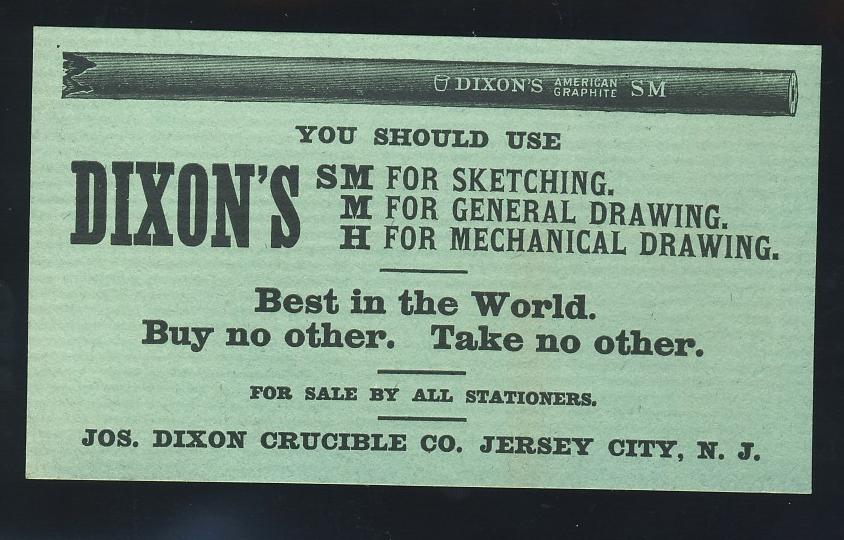 DIXON'S AMERICAN GRAPHITE SM
YOU SHOULD USE
DIXON'S
SM FOR SKETCHING.
M FOR GENERAL DRAWING.
H FOR MECHANICAL DRAWING.
Best in the World.
Buy no other. Take no other.
FOR SALE BY ALL STATIONERS.
JOS. DIXON CRUCIBLE CO. JERSEY CITY, N. J.